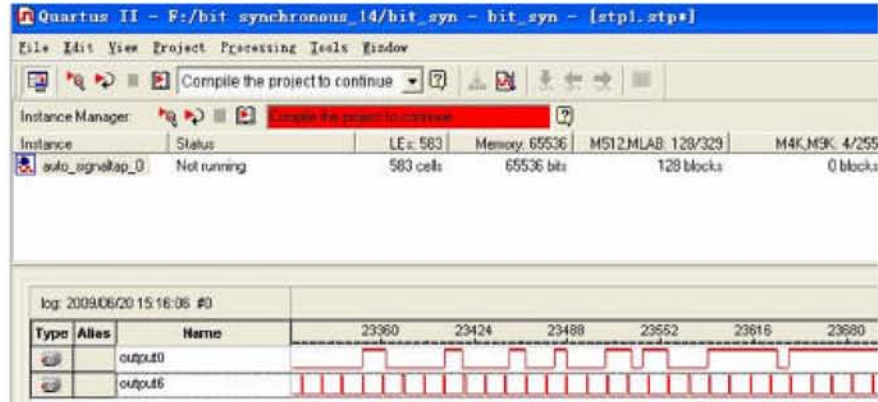 Quartus II - F:/bit synchronous_14/bit_syn - bit_syn - [stp1.stp*]
File Edit View Project Processing Tools Window
Compile the project to continue
Instance Manager: Compile the project to continue
Instance Status LEs: 583 Memory: 65536 M512,MLAB: 128/329 M4K,M9K: 4/255
auto_signaltap_0 Not running 583 cells 65536 bits 128 blocks 0 blocks
log: 2009/06/20 15:16:06 #0
Type Alias Name 23360 23424 23488 23552 23616 23680
output0
output6